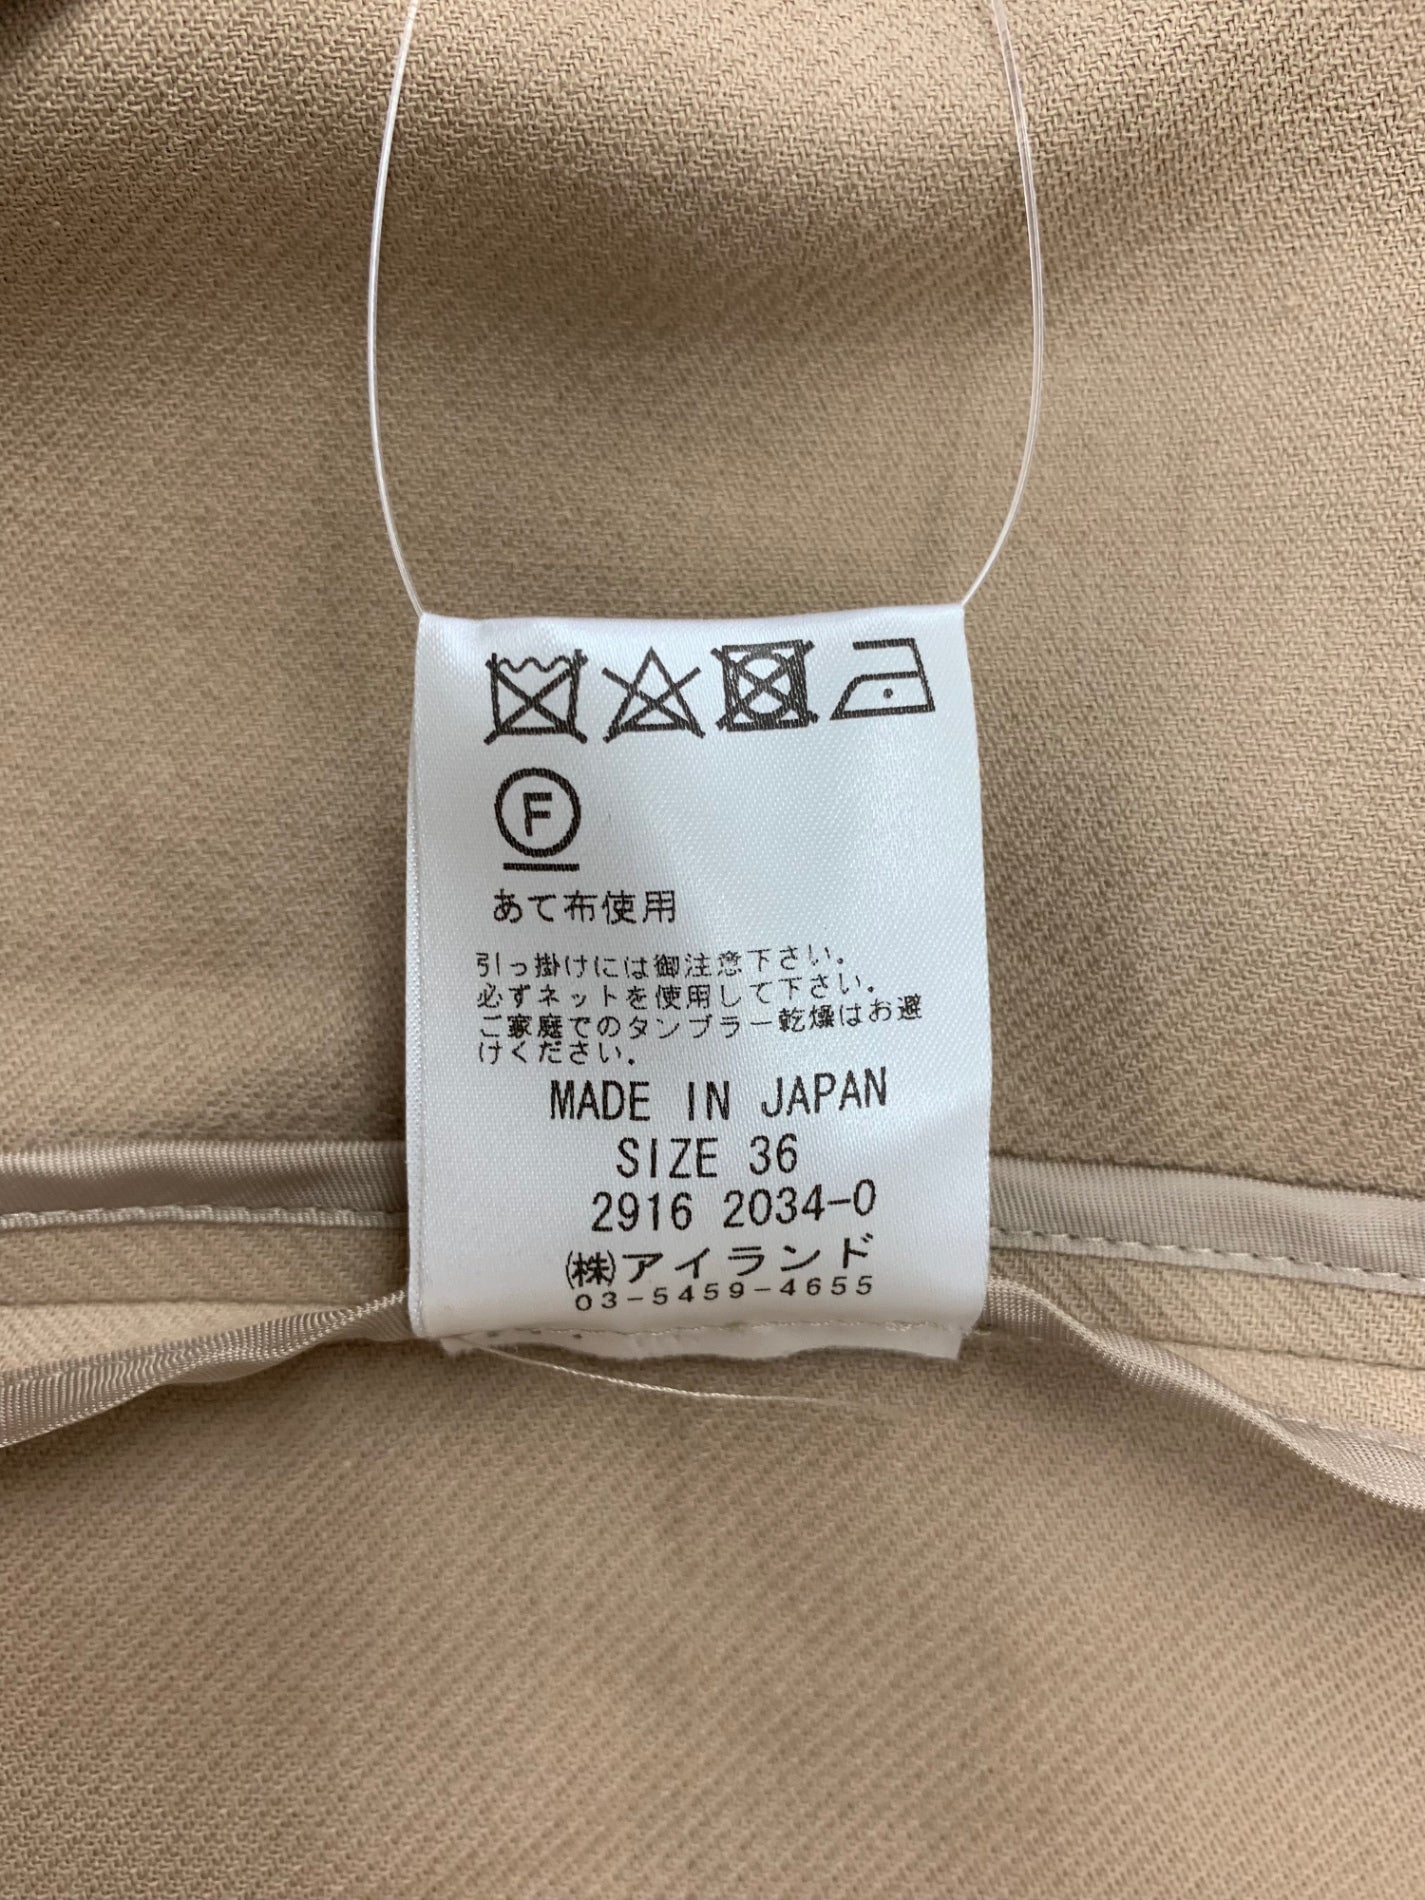 F
あて布使用
引っ掛けには御注意下さい.
必ずネットを使用して下さい.
ご家庭でのタンブラー乾燥はお避
けください.
MADE IN JAPAN
SIZE 36
2916 2034-0
㈱アイランド
03-5459-4655